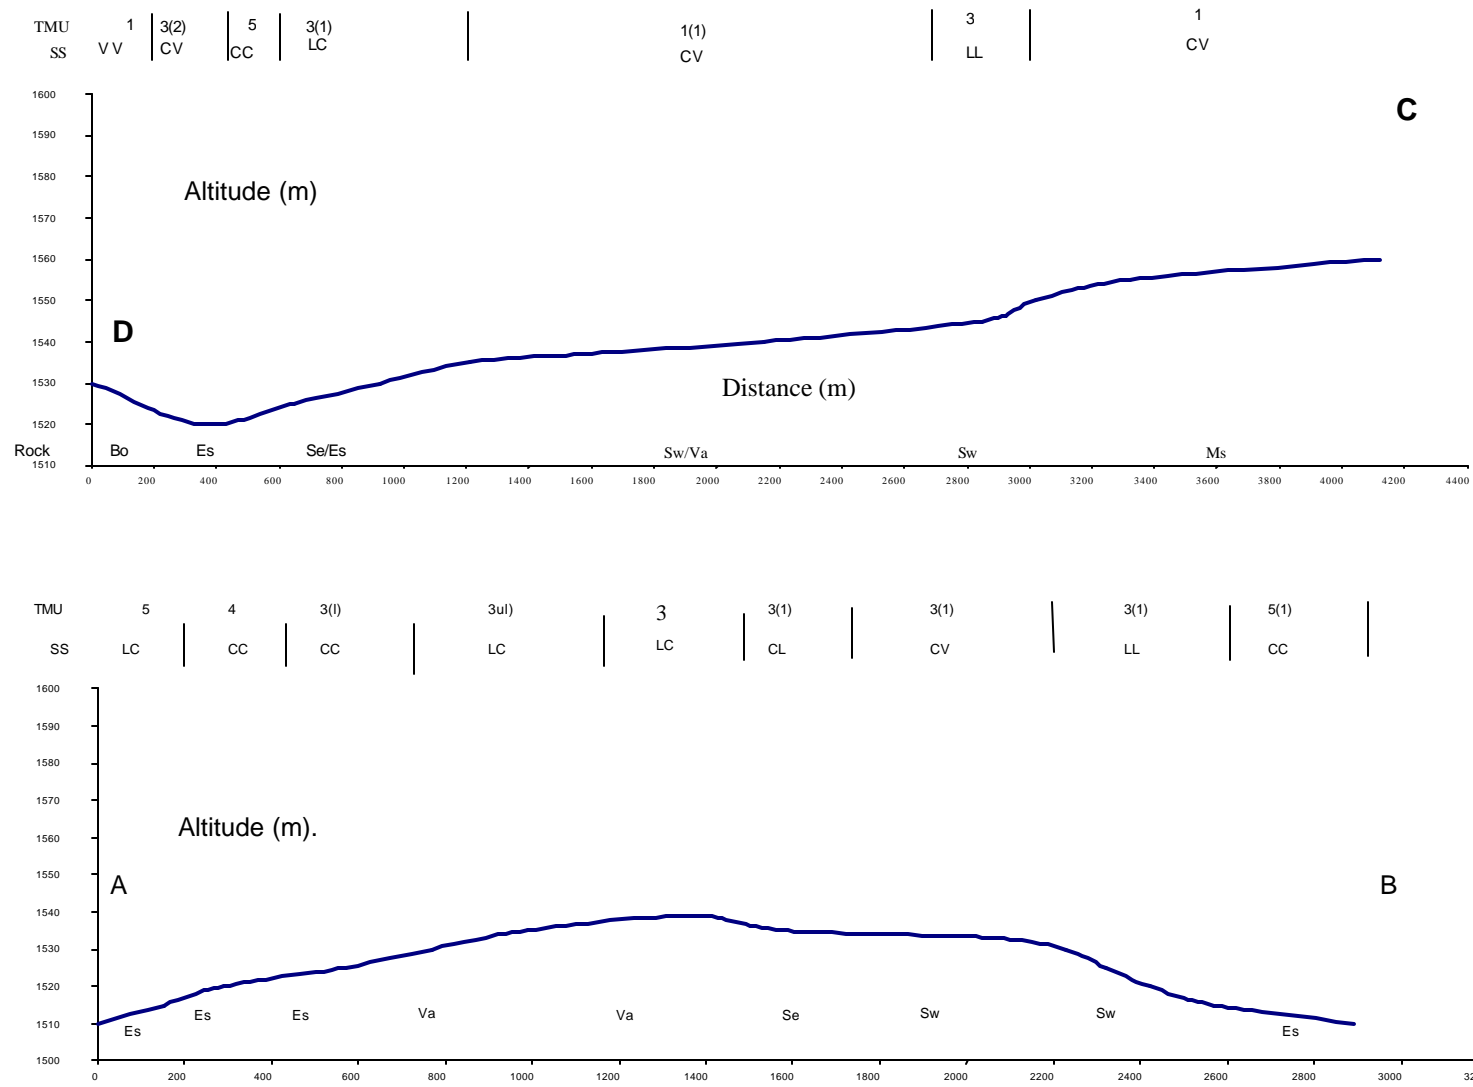 TMU 1 3(2) 5 3(1) 1(1) 3 1
SS V V CV CC LC CV LL CV
1600
C
1590
1580
Altitude (m)
1570
1560
1550
1540
D
1530
Distance (m)
1520
Rock Bo Es Se/Es Sw/Va Sw Ms
1510
0 200 400 600 800 1000 1200 1400 1600 1800 2000 2200 2400 2600 2800 3000 3200 3400 3600 3800 4000 4200 4400
TMU 5 4 3(l) 3ul) 3 3(1) 3(1) 3(1) 5(1)
SS LC CC CC LC LC CL CV LL CC
1600
1590
1580
1570
Altitude (m).
1560
1550
A B
1540
1530
1520
1510
Es Es Es Va Va Se Sw Sw Es
1500
0 200 400 600 800 1000 1200 1400 1600 1800 2000 2200 2400 2600 2800 3000